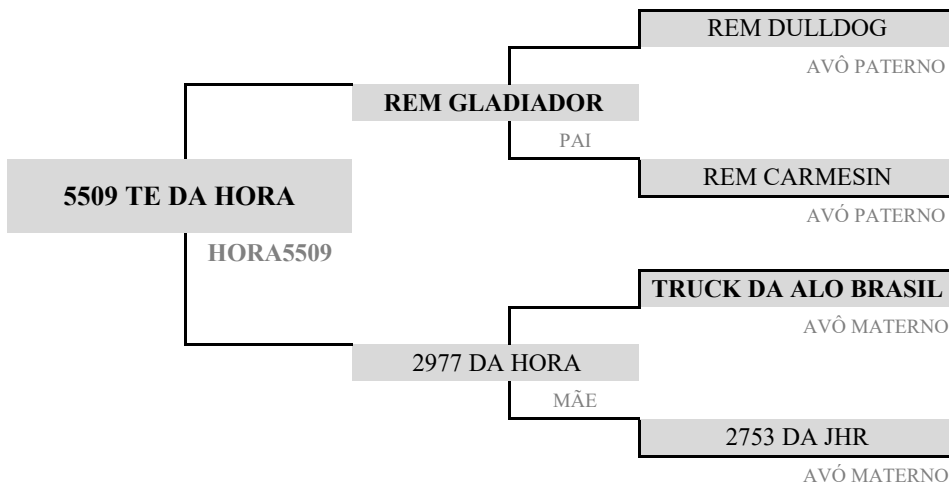 REM DULLDOG
AVÔ PATERNO
REM GLADIADOR
PAI
REM CARMESIN
AVÓ PATERNO
5509 TE DA HORA
HORA5509
TRUCK DA ALO BRASIL
AVÔ MATERNO
2977 DA HORA
MÃE
2753 DA JHR
AVÓ MATERNO